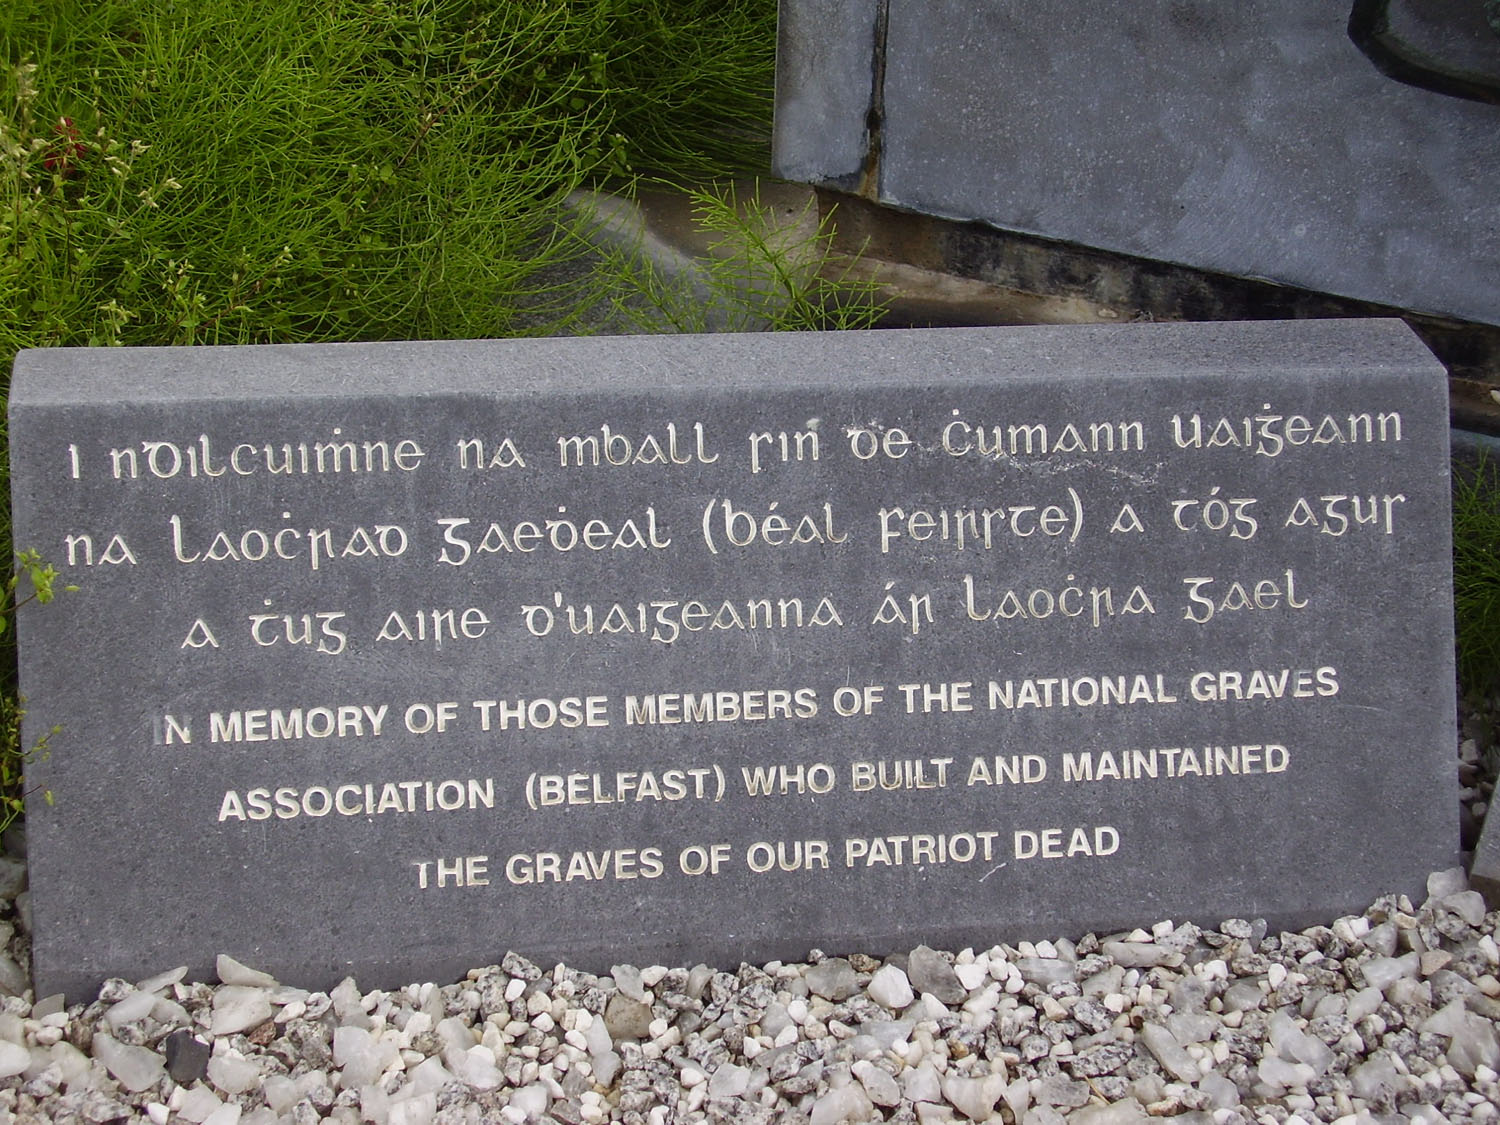 I nDílcuiṁne na mball sin de ċumann Uaiġeann
na Laoċrad Gaeḋeal (Béal Feirste) a tóg agus
a ṫug aire d'uaigeanna ár Laoċra Gael
IN MEMORY OF THOSE MEMBERS OF THE NATIONAL GRAVES
ASSOCIATION (BELFAST) WHO BUILT AND MAINTAINED
THE GRAVES OF OUR PATRIOT DEAD